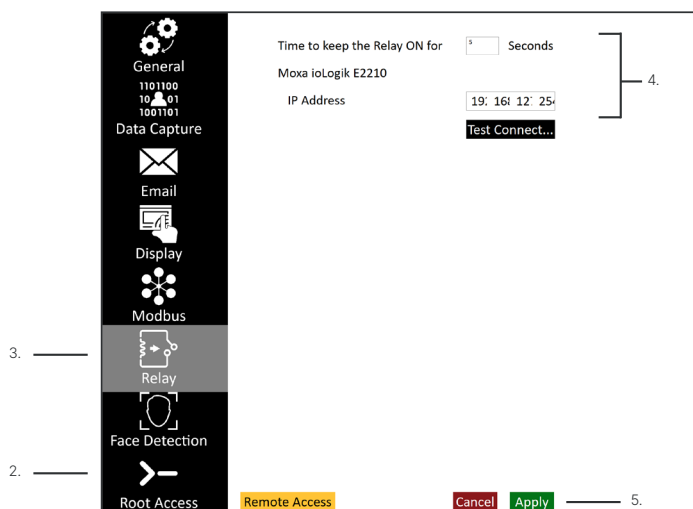 General
1101100
10 01
1001101
Data Capture
Email
Display
Modbus
3.
Relay
Face Detection
2.
Root Access
Time to keep the Relay ON for s Seconds
Moxa ioLogik E2210
IP Address 168 254
Test Connect...
4.
Remote Access
Cancel Apply
5.